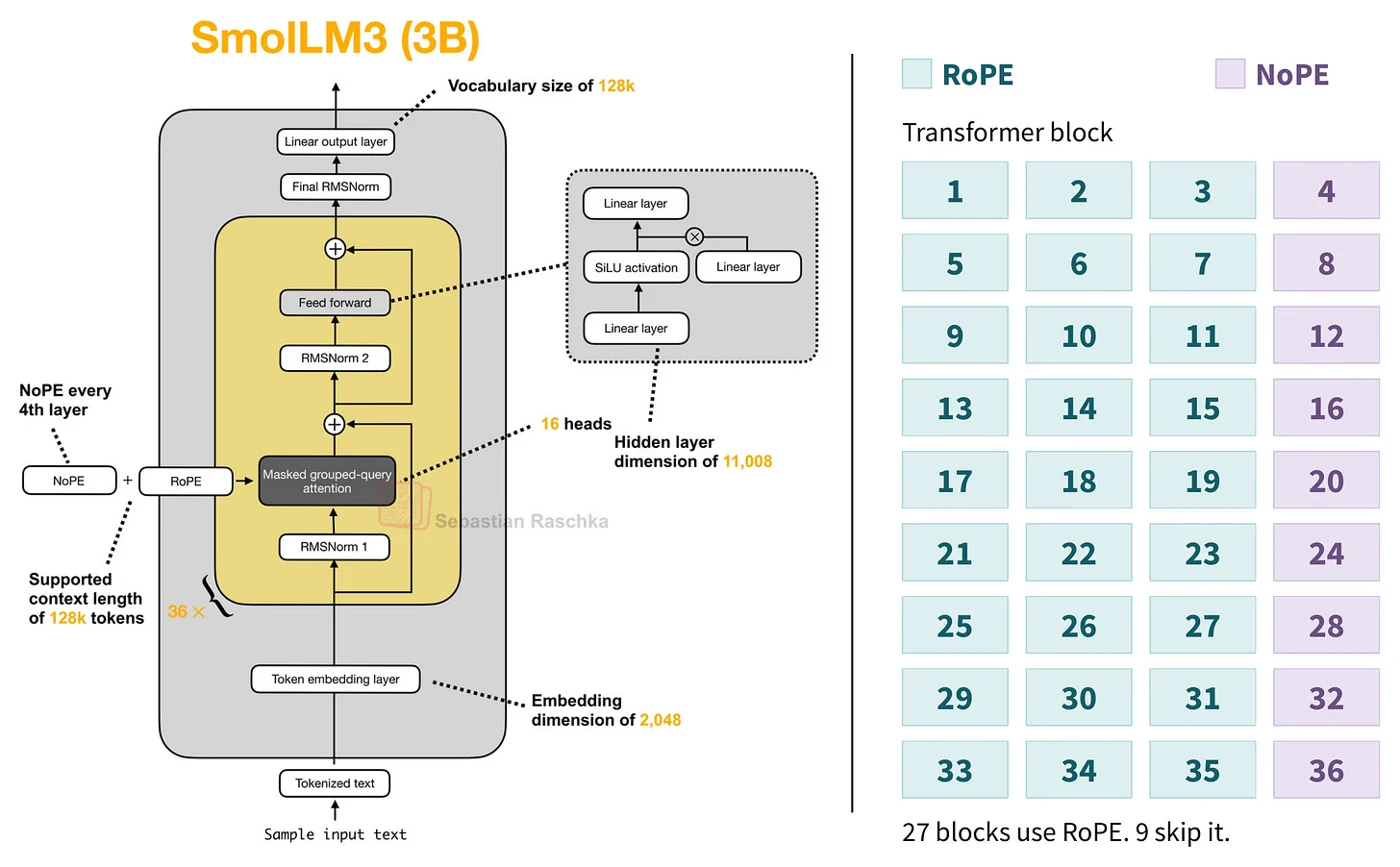 SmolLM3 (3B)
Vocabulary size of 128k
Linear output layer
Final RMSNorm
Feed forward
RMSNorm 2
Linear layer
SiLU activation
Linear layer
Linear layer
NoPE every
4th layer
16 heads
Hidden layer
dimension of 11,008
NoPE
+
RoPE
Masked grouped-query
attention
Sebastian Raschka
RMSNorm 1
Supported
context length
of 128k tokens
36 ×
Token embedding layer
Embedding
dimension of 2,048
Tokenized text
Sample input text
RoPE
NoPE
Transformer block
1 2 3 4
5 6 7 8
9 10 11 12
13 14 15 16
17 18 19 20
21 22 23 24
25 26 27 28
29 30 31 32
33 34 35 36
27 blocks use RoPE. 9 skip it.